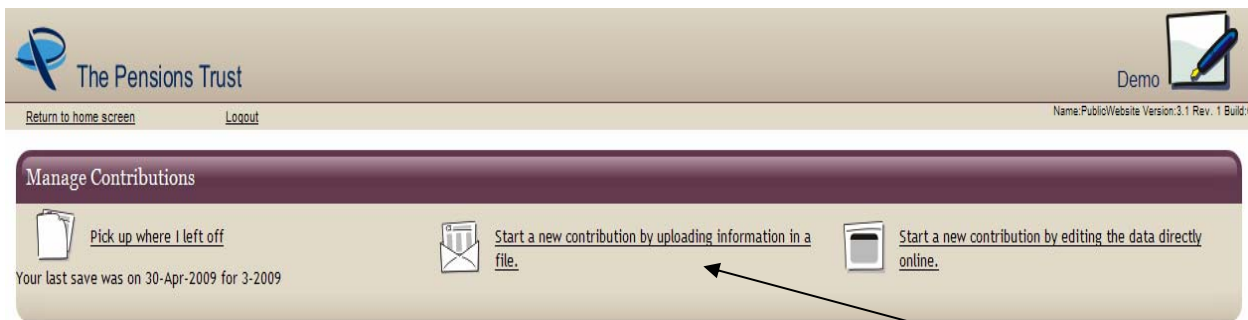 The Pensions Trust
Demo
Return to home screen
Logout
Name:PublicWebsite Version:3.1 Rev. 1 Build:
Manage Contributions
Pick up where I left off
Your last save was on 30-Apr-2009 for 3-2009
Start a new contribution by uploading information in a
file.
Start a new contribution by editing the data directly
online.